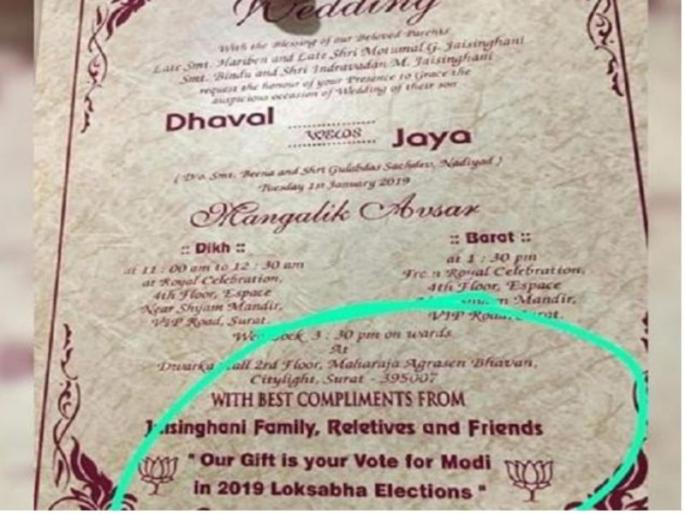 Wedding
With the Blessing of our Beloved Parents
Late Smt. Hariben and Late Shri Motumal G. Jaisinghani
Smt. Bindu and Shri Indravadan M. Jaisinghani
request the honour of your Presence to Grace the
auspicious occasion of Wedding of their son
Dhaval
Weds
Jaya
( D/o. Smt. Beena and Shri Gulabdas Sachdev, Nadiyad )
Tuesday 1st January 2019
Mangalik Avsar
:: Dikh ::
at 11 : 00 am to 12 : 30 am
at Royal Celebration,
4th Floor, Espace
Near Shyam Mandir,
VIP Road, Surat.
:: Barat ::
at 1 : 30 pm
Royal Celebration,
4th Floor, Espace
Mandir,
VIP Road, Surat.
3 : 30 pm on wards
At
Dwarka 2nd Floor, Maharaja Agrasen Bhavan,
Citylight, Surat - 395007
WITH BEST COMPLIMENTS FROM
Jaisinghani Family, Reletives and Friends
" Our Gift is your Vote for Modi
in 2019 Loksabha Elections "